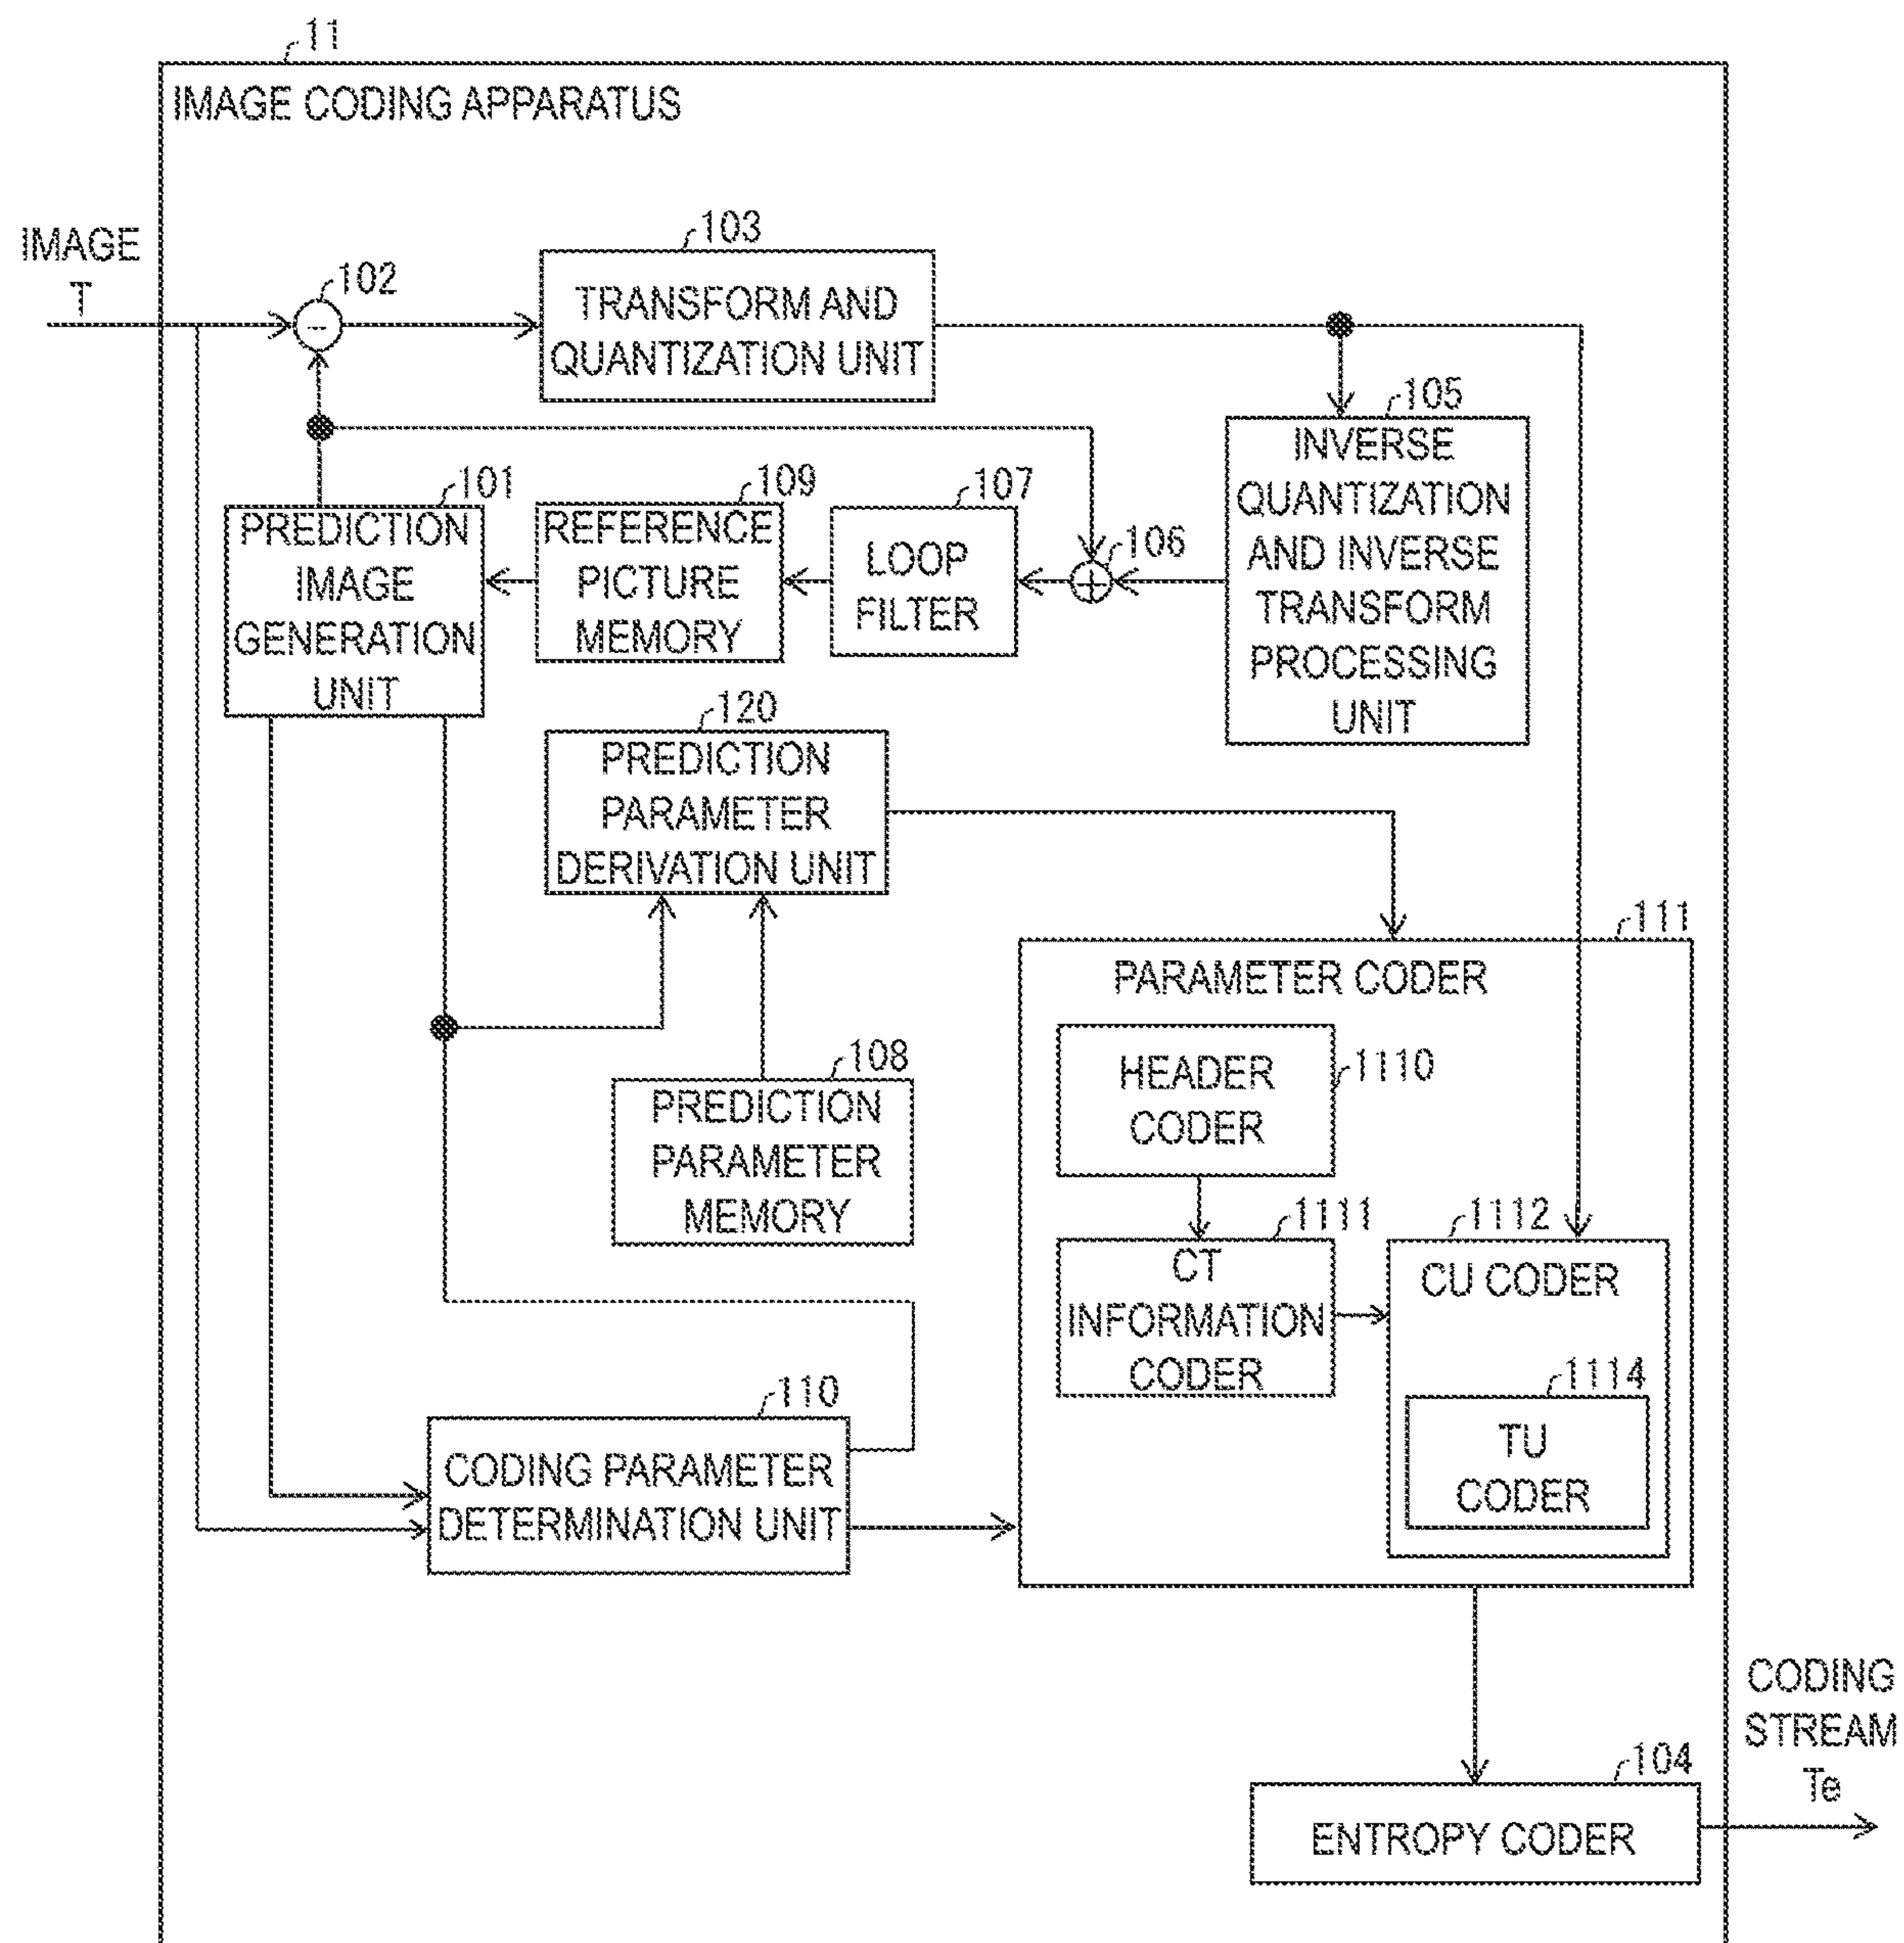 11
IMAGE CODING APPARATUS
IMAGE
T
102
103
TRANSFORM AND
QUANTIZATION UNIT
105
INVERSE
QUANTIZATION
AND INVERSE
TRANSFORM
PROCESSING
UNIT
101
PREDICTION
IMAGE
GENERATION
UNIT
109
REFERENCE
PICTURE
MEMORY
107
LOOP
FILTER
106
120
PREDICTION
PARAMETER
DERIVATION UNIT
108
PREDICTION
PARAMETER
MEMORY
111
PARAMETER CODER
HEADER
CODER
1110
1111
CT
INFORMATION
CODER
1112
CU CODER
1114
TU
CODER
110
CODING PARAMETER
DETERMINATION UNIT
104
ENTROPY CODER
CODING
STREAM
Te